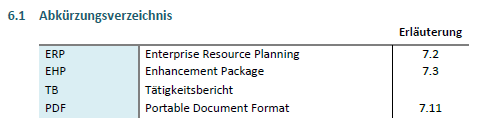 6.1 Abkürzungsverzeichnis
Erläuterung
ERP Enterprise Resource Planning 7.2
EHP Enhancement Package 7.3
TB Tätigkeitsbericht
PDF Portable Document Format 7.11